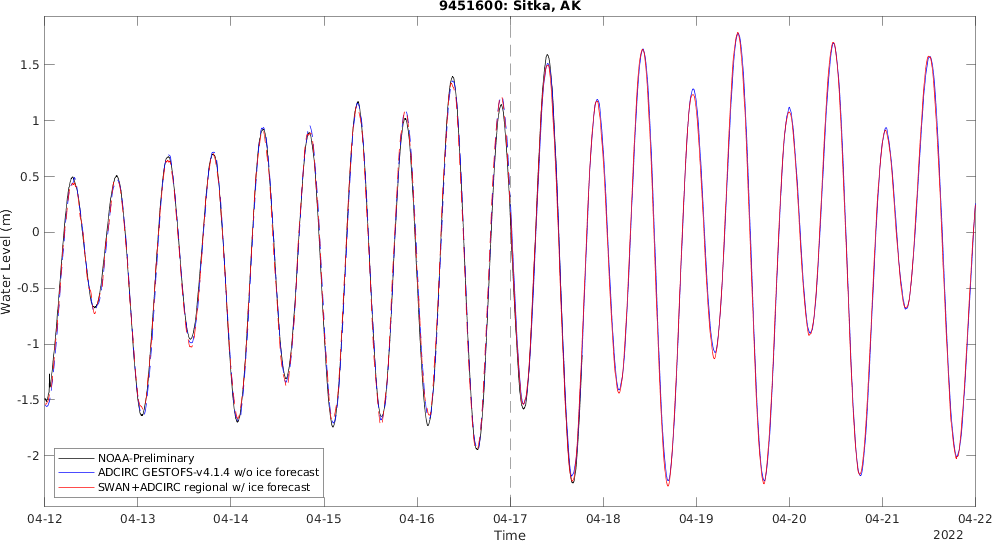 9451600: Sitka, AK
Water Level (m)
1.5
1
0.5
0
-0.5
-1
-1.5
-2
NOAA-Preliminary
ADCIRC GESTOFS-v4.1.4 w/o ice forecast
SWAN+ADCIRC regional w/ ice forecast
04-12 04-13 04-14 04-15 04-16 04-17 04-18 04-19 04-20 04-21 04-22
Time
2022